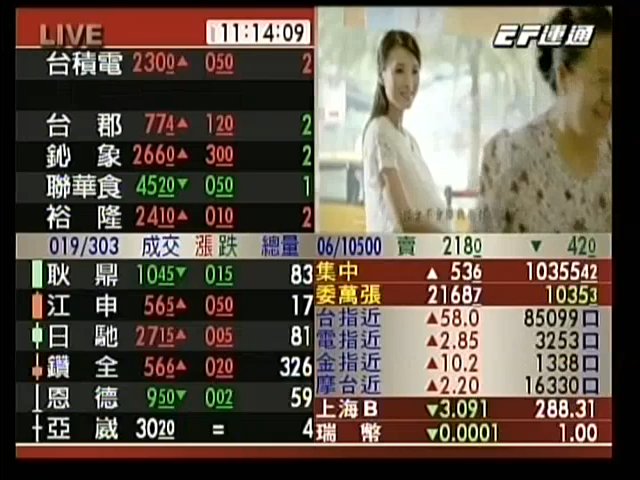 LIVE 11:14:09
台積電 2300▲ 050 2
台郡 774▲ 120 2
鈊象 2660▲ 300 2
聯華食 4520▼ 050 1
裕隆 2410▲ 010 2
019/303 成交 漲跌 總量
耿鼎 1045▼ 015 83
江申 565▲ 050 17
日馳 2715▲ 005 81
鑽全 566▲ 020 326
恩德 950▼ 002 59
亞崴 3020 = 4
EF運通
06/10500 賣 2180 ▼ 420
集中 ▲ 536 1035542
委萬張 21687 10353
台指近 ▲58.0 85099口
電指近 ▲2.85 3253口
金指近 ▲10.2 1338口
摩台近 ▲2.20 16330口
上海B ▼3.091 288.31
瑞幣 ▼0.0001 1.00